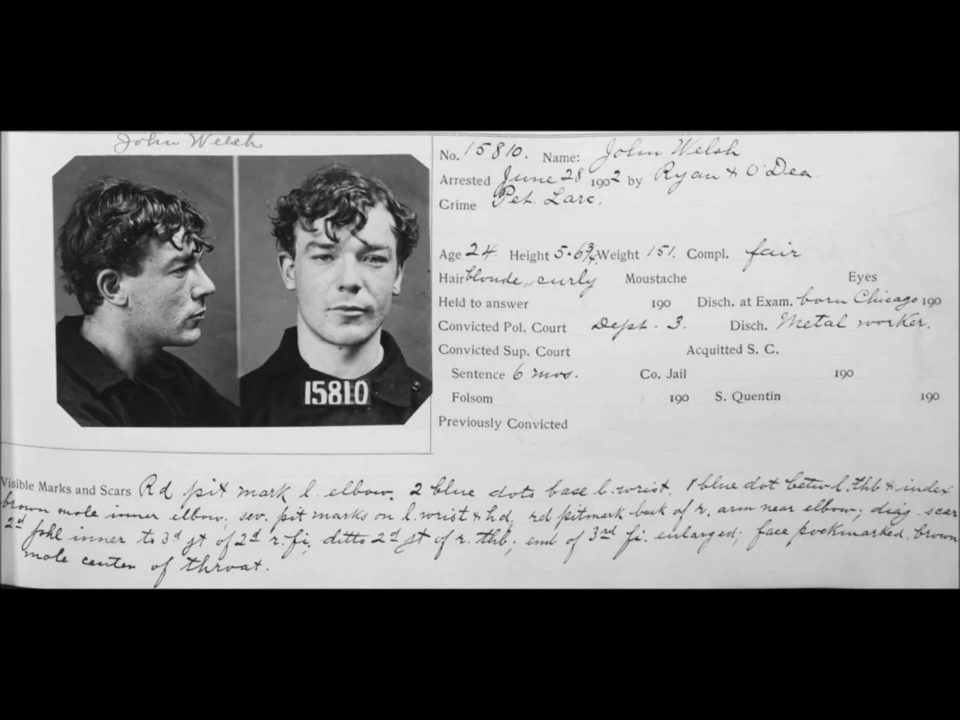 John Welsh
No. 15810. Name: John Welsh
Arrested June 28 1902 by Ryan & O'Dea.
Crime Pet. Larc.
Age 24 Height 5-6¾ Weight 151. Compl. fair
Hair blonde, curly Moustache Eyes
Held to answer 190 Disch. at Exam. born Chicago 190
Convicted Pol. Court Dept. 3. Disch. Metal worker.
Convicted Sup. Court Acquitted S. C.
Sentence 6 mos. Co. Jail 190
Folsom 190 S. Quentin 190
Previously Convicted
15810
Visible Marks and Scars Rd pit mark l. elbow. 2 blue dots base l. wrist. 1 blue dot betw l. thb & index
brown mole inner elbow; sev. pit marks on l. wrist & hd, rd pitmark back of r. arm near elbow; diag. scar
2d phl inner to 3d jt of 2d r. fi; ditto 2d jt of r. thb; end of 3rd fi. enlarged; face pockmarked. brown
mole center of throat.